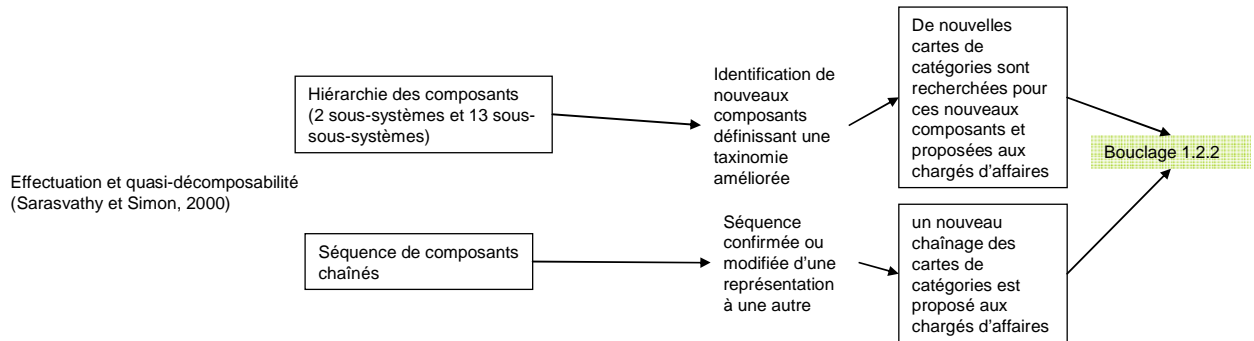 Effectuation et quasi-décomposabilité
(Sarasvathy et Simon, 2000)
Hiérarchie des composants
(2 sous-systèmes et 13 sous-
sous-systèmes)
Identification de
nouveaux
composants
définissant une
taxinomie
améliorée
De nouvelles
cartes de
catégories sont
recherchées pour
ces nouveaux
composants et
proposées aux
chargés d'affaires
Séquence de composants
chaînés
Séquence
confirmée ou
modifiée d'une
représentation
à une autre
un nouveau
chaînage des
cartes de
catégories est
proposé aux
chargés d'affaires
Bouclage 1.2.2